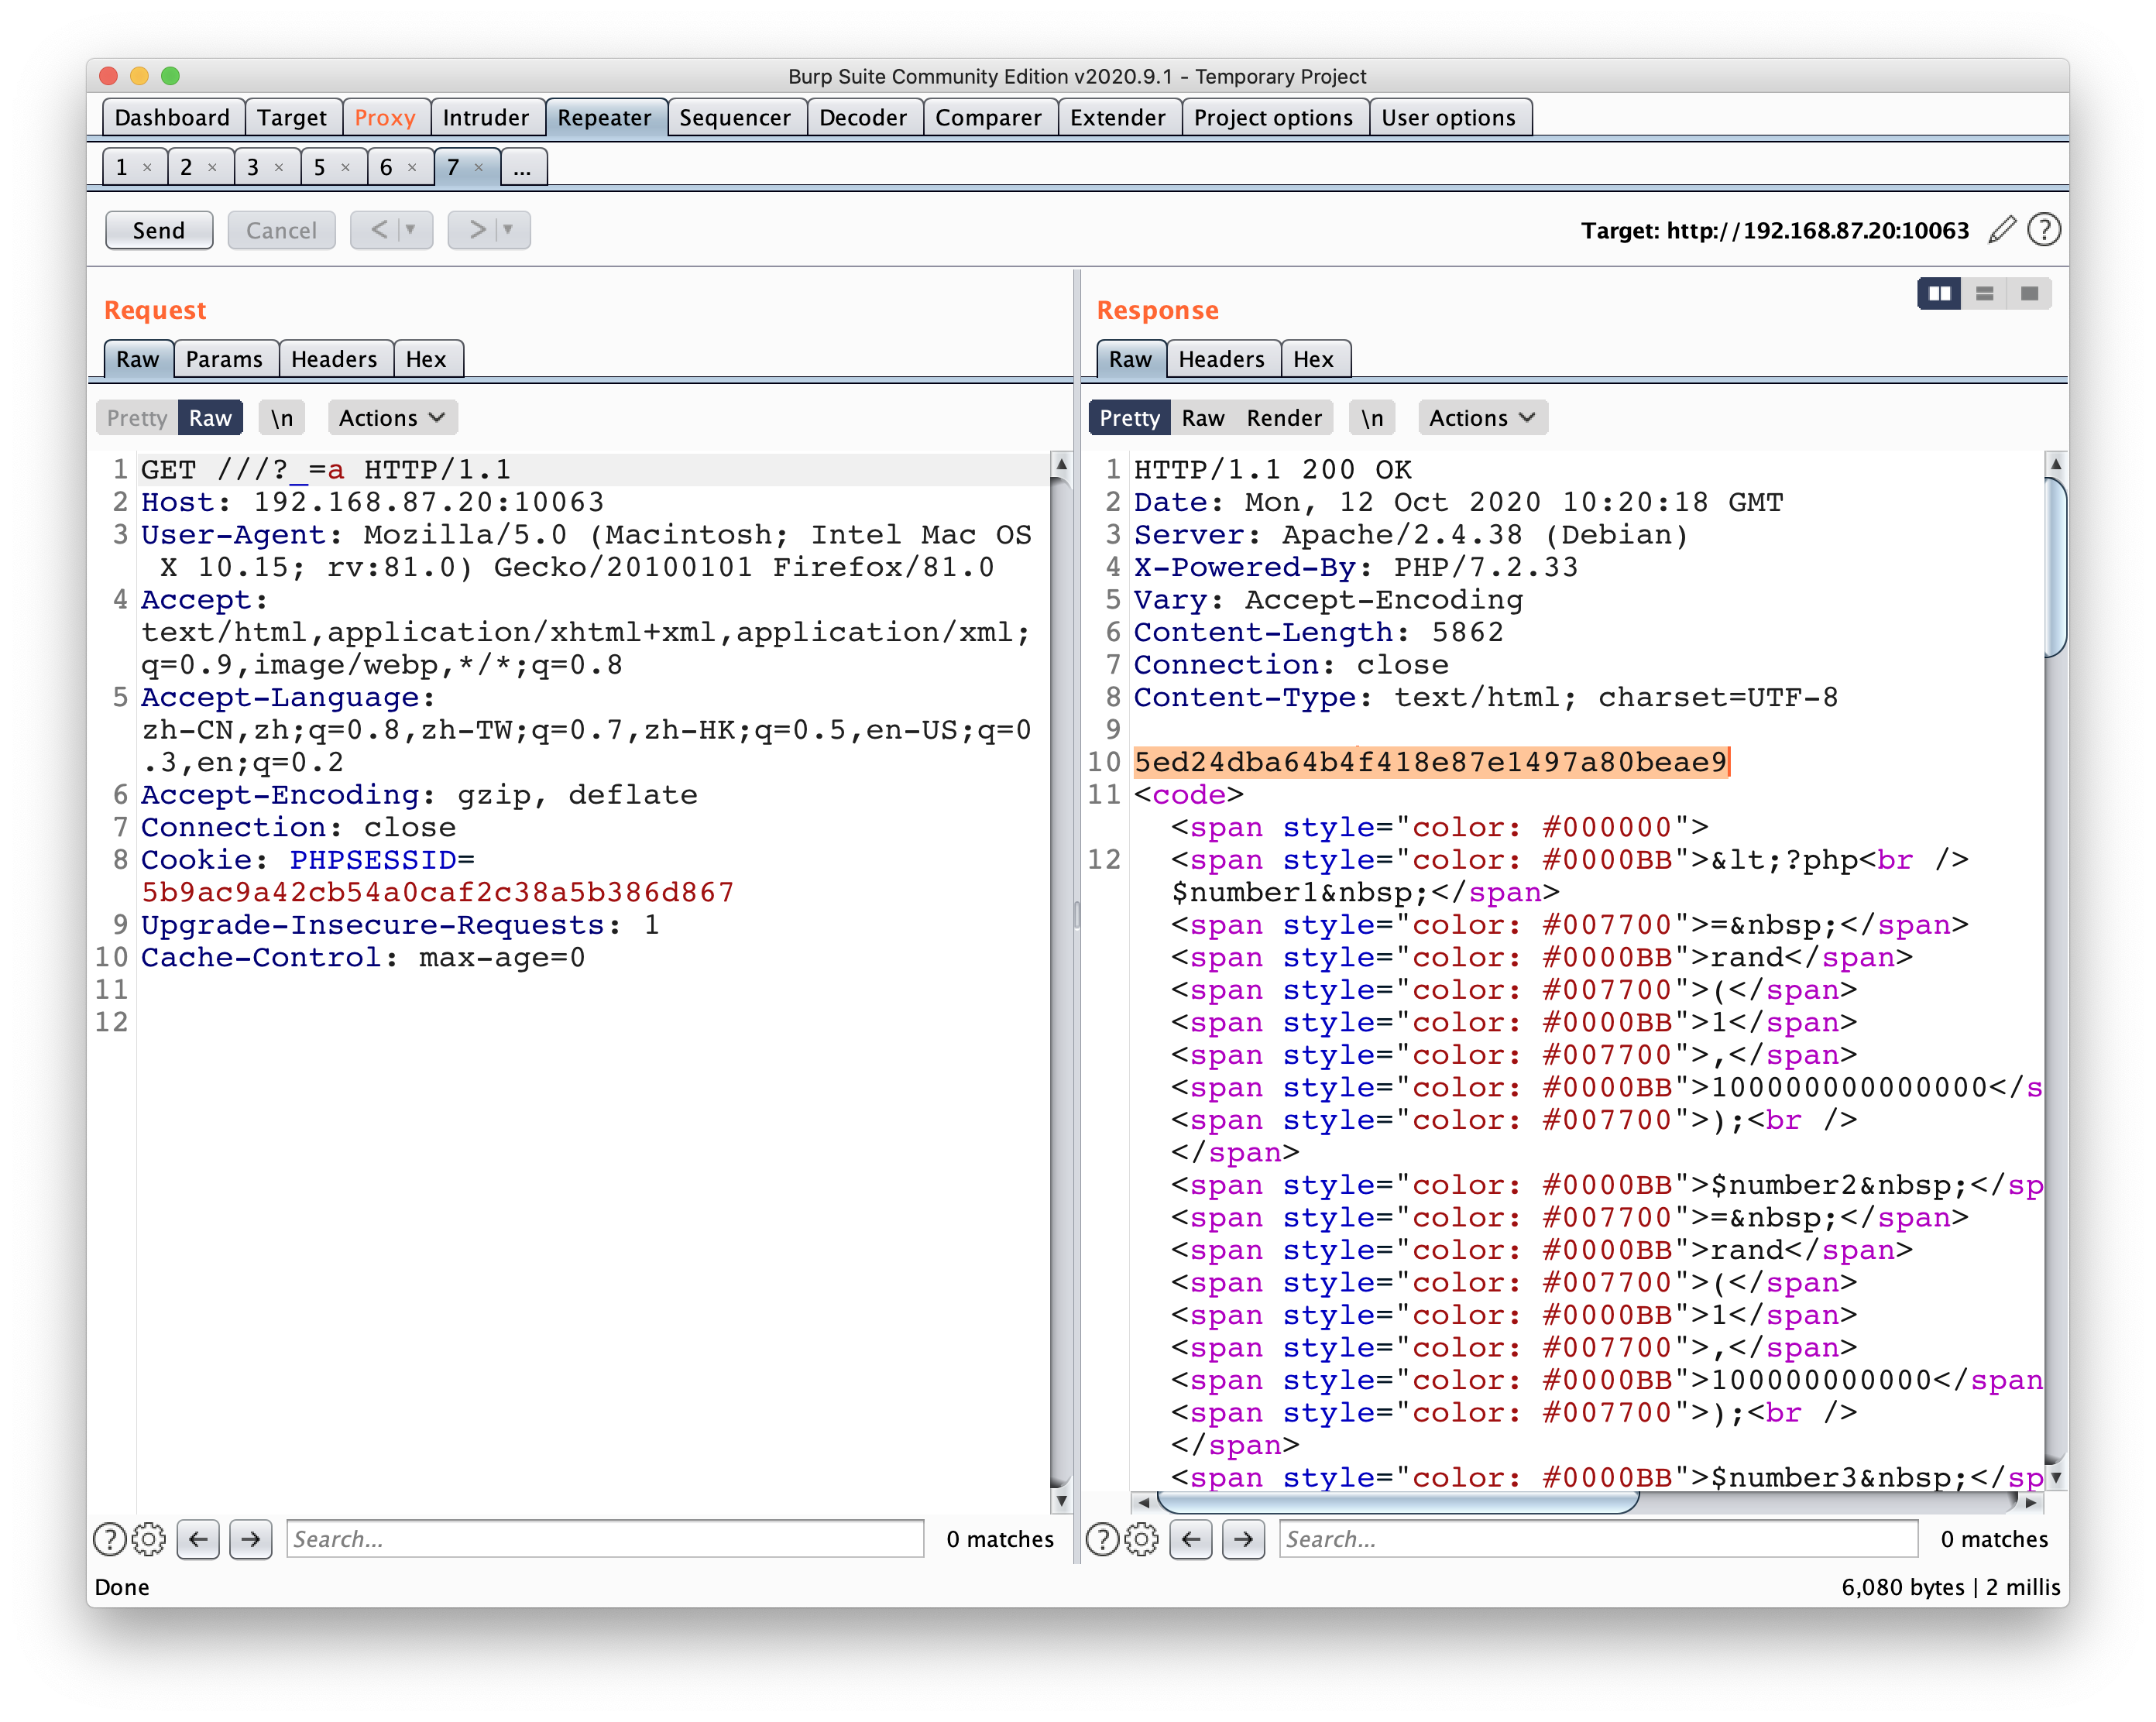 Burp Suite Community Edition v2020.9.1 - Temporary Project
Dashboard Target Proxy Intruder Repeater Sequencer Decoder Comparer Extender Project options User options
1 × 2 × 3 × 5 × 6 × 7 × ...
Send Cancel < > Target: http://192.168.87.20:10063 ?
Request
Raw Params Headers Hex
Pretty Raw \n Actions
1 GET ///?_=a HTTP/1.1
2 Host: 192.168.87.20:10063
3 User-Agent: Mozilla/5.0 (Macintosh; Intel Mac OS
X 10.15; rv:81.0) Gecko/20100101 Firefox/81.0
4 Accept:
text/html,application/xhtml+xml,application/xml;
q=0.9,image/webp,*/*;q=0.8
5 Accept-Language:
zh-CN,zh;q=0.8,zh-TW;q=0.7,zh-HK;q=0.5,en-US;q=0
.3,en;q=0.2
6 Accept-Encoding: gzip, deflate
7 Connection: close
8 Cookie: PHPSESSID=
5b9ac9a42cb54a0caf2c38a5b386d867
9 Upgrade-Insecure-Requests: 1
10 Cache-Control: max-age=0
11
12
? Search... 0 matches
Response
Raw Headers Hex
Pretty Raw Render \n Actions
1 HTTP/1.1 200 OK
2 Date: Mon, 12 Oct 2020 10:20:18 GMT
3 Server: Apache/2.4.38 (Debian)
4 X-Powered-By: PHP/7.2.33
5 Vary: Accept-Encoding
6 Content-Length: 5862
7 Connection: close
8 Content-Type: text/html; charset=UTF-8
9
10 5ed24dba64b4f418e87e1497a80beae9
11 <code>
<span style="color: #000000">
12 <span style="color: #0000BB">&lt;?php<br />
$number1&nbsp;</span>
<span style="color: #007700">=&nbsp;</span>
<span style="color: #0000BB">rand</span>
<span style="color: #007700">(</span>
<span style="color: #0000BB">1</span>
<span style="color: #007700">,</span>
<span style="color: #0000BB">100000000000000</s
<span style="color: #007700">);<br />
</span>
<span style="color: #0000BB">$number2&nbsp;</sp
<span style="color: #007700">=&nbsp;</span>
<span style="color: #0000BB">rand</span>
<span style="color: #007700">(</span>
<span style="color: #0000BB">1</span>
<span style="color: #007700">,</span>
<span style="color: #0000BB">100000000000</span
<span style="color: #007700">);<br />
</span>
<span style="color: #0000BB">$number3&nbsp;</sp
? Search... 0 matches
Done 6,080 bytes | 2 millis